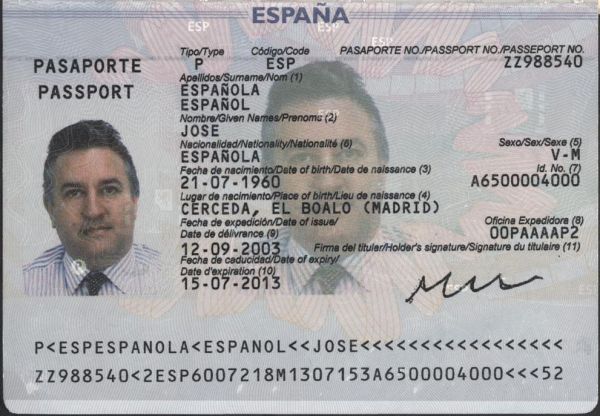 ESPAÑA
PASAPORTE
PASSPORT
Tipo/Type Código/Code PASAPORTE NO./PASSPORT NO./PASSEPORT NO.
P ESP ZZ988540
Apellidos/Surname/Nom (1)
ESPAÑOLA
ESPAÑOL
Nombre/Given Names/Prenoms (2)
JOSE
Nacionalidad/Nationality/Nationalité (6) Sexo/Sex/Sexe (5)
ESPAÑOLA V-M
Fecha de nacimiento/Date of birth/Date de naissance (3) Id. No. (7)
21-07-1960 A6500004000
Lugar de nacimiento/Place of birth/Lieu de naissance (4)
CERCEDA, EL BOALO (MADRID)
Fecha de expedición/Date of issue/ Oficina Expedidora (8)
Date de délivrance (9) OOPAAAAP2
12-09-2003 Firma del titular/Holder's signature/Signature du titulaire (11)
Fecha de caducidad/Date of expiry/
Date d'expiration (10)
15-07-2013
P<ESPESPANOLA<ESPANOL<<JOSE<<<<<<<<<<<<<<<<<
ZZ988540<2ESP6007218M1307153A6500004000<<<52